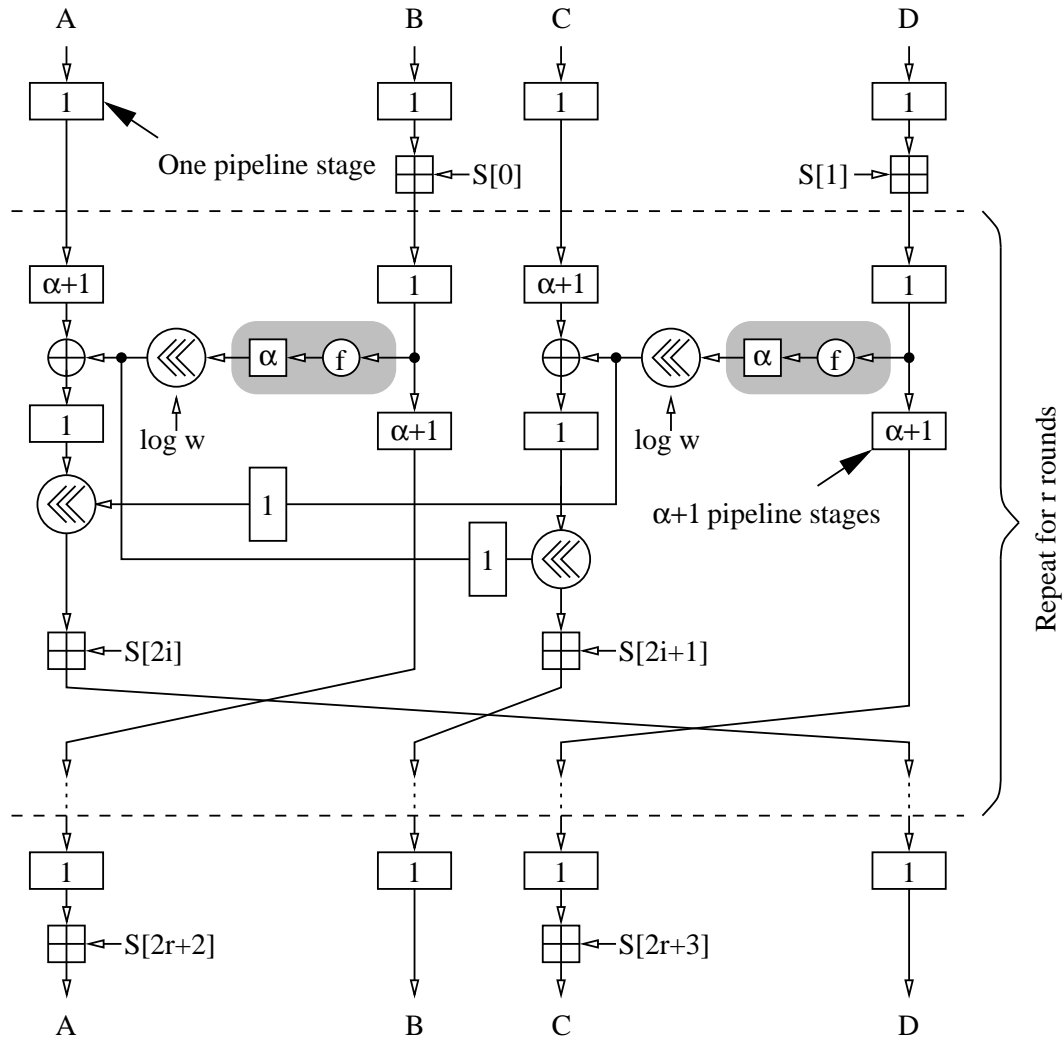 A B C D
1 1 1 1
One pipeline stage
S[0] S[1]
α+1 1 α+1 1
α f α f
1 α+1 1 α+1
log w log w
1
α+1 pipeline stages
1
S[2i] S[2i+1]
Repeat for r rounds
1 1 1 1
S[2r+2] S[2r+3]
A B C D